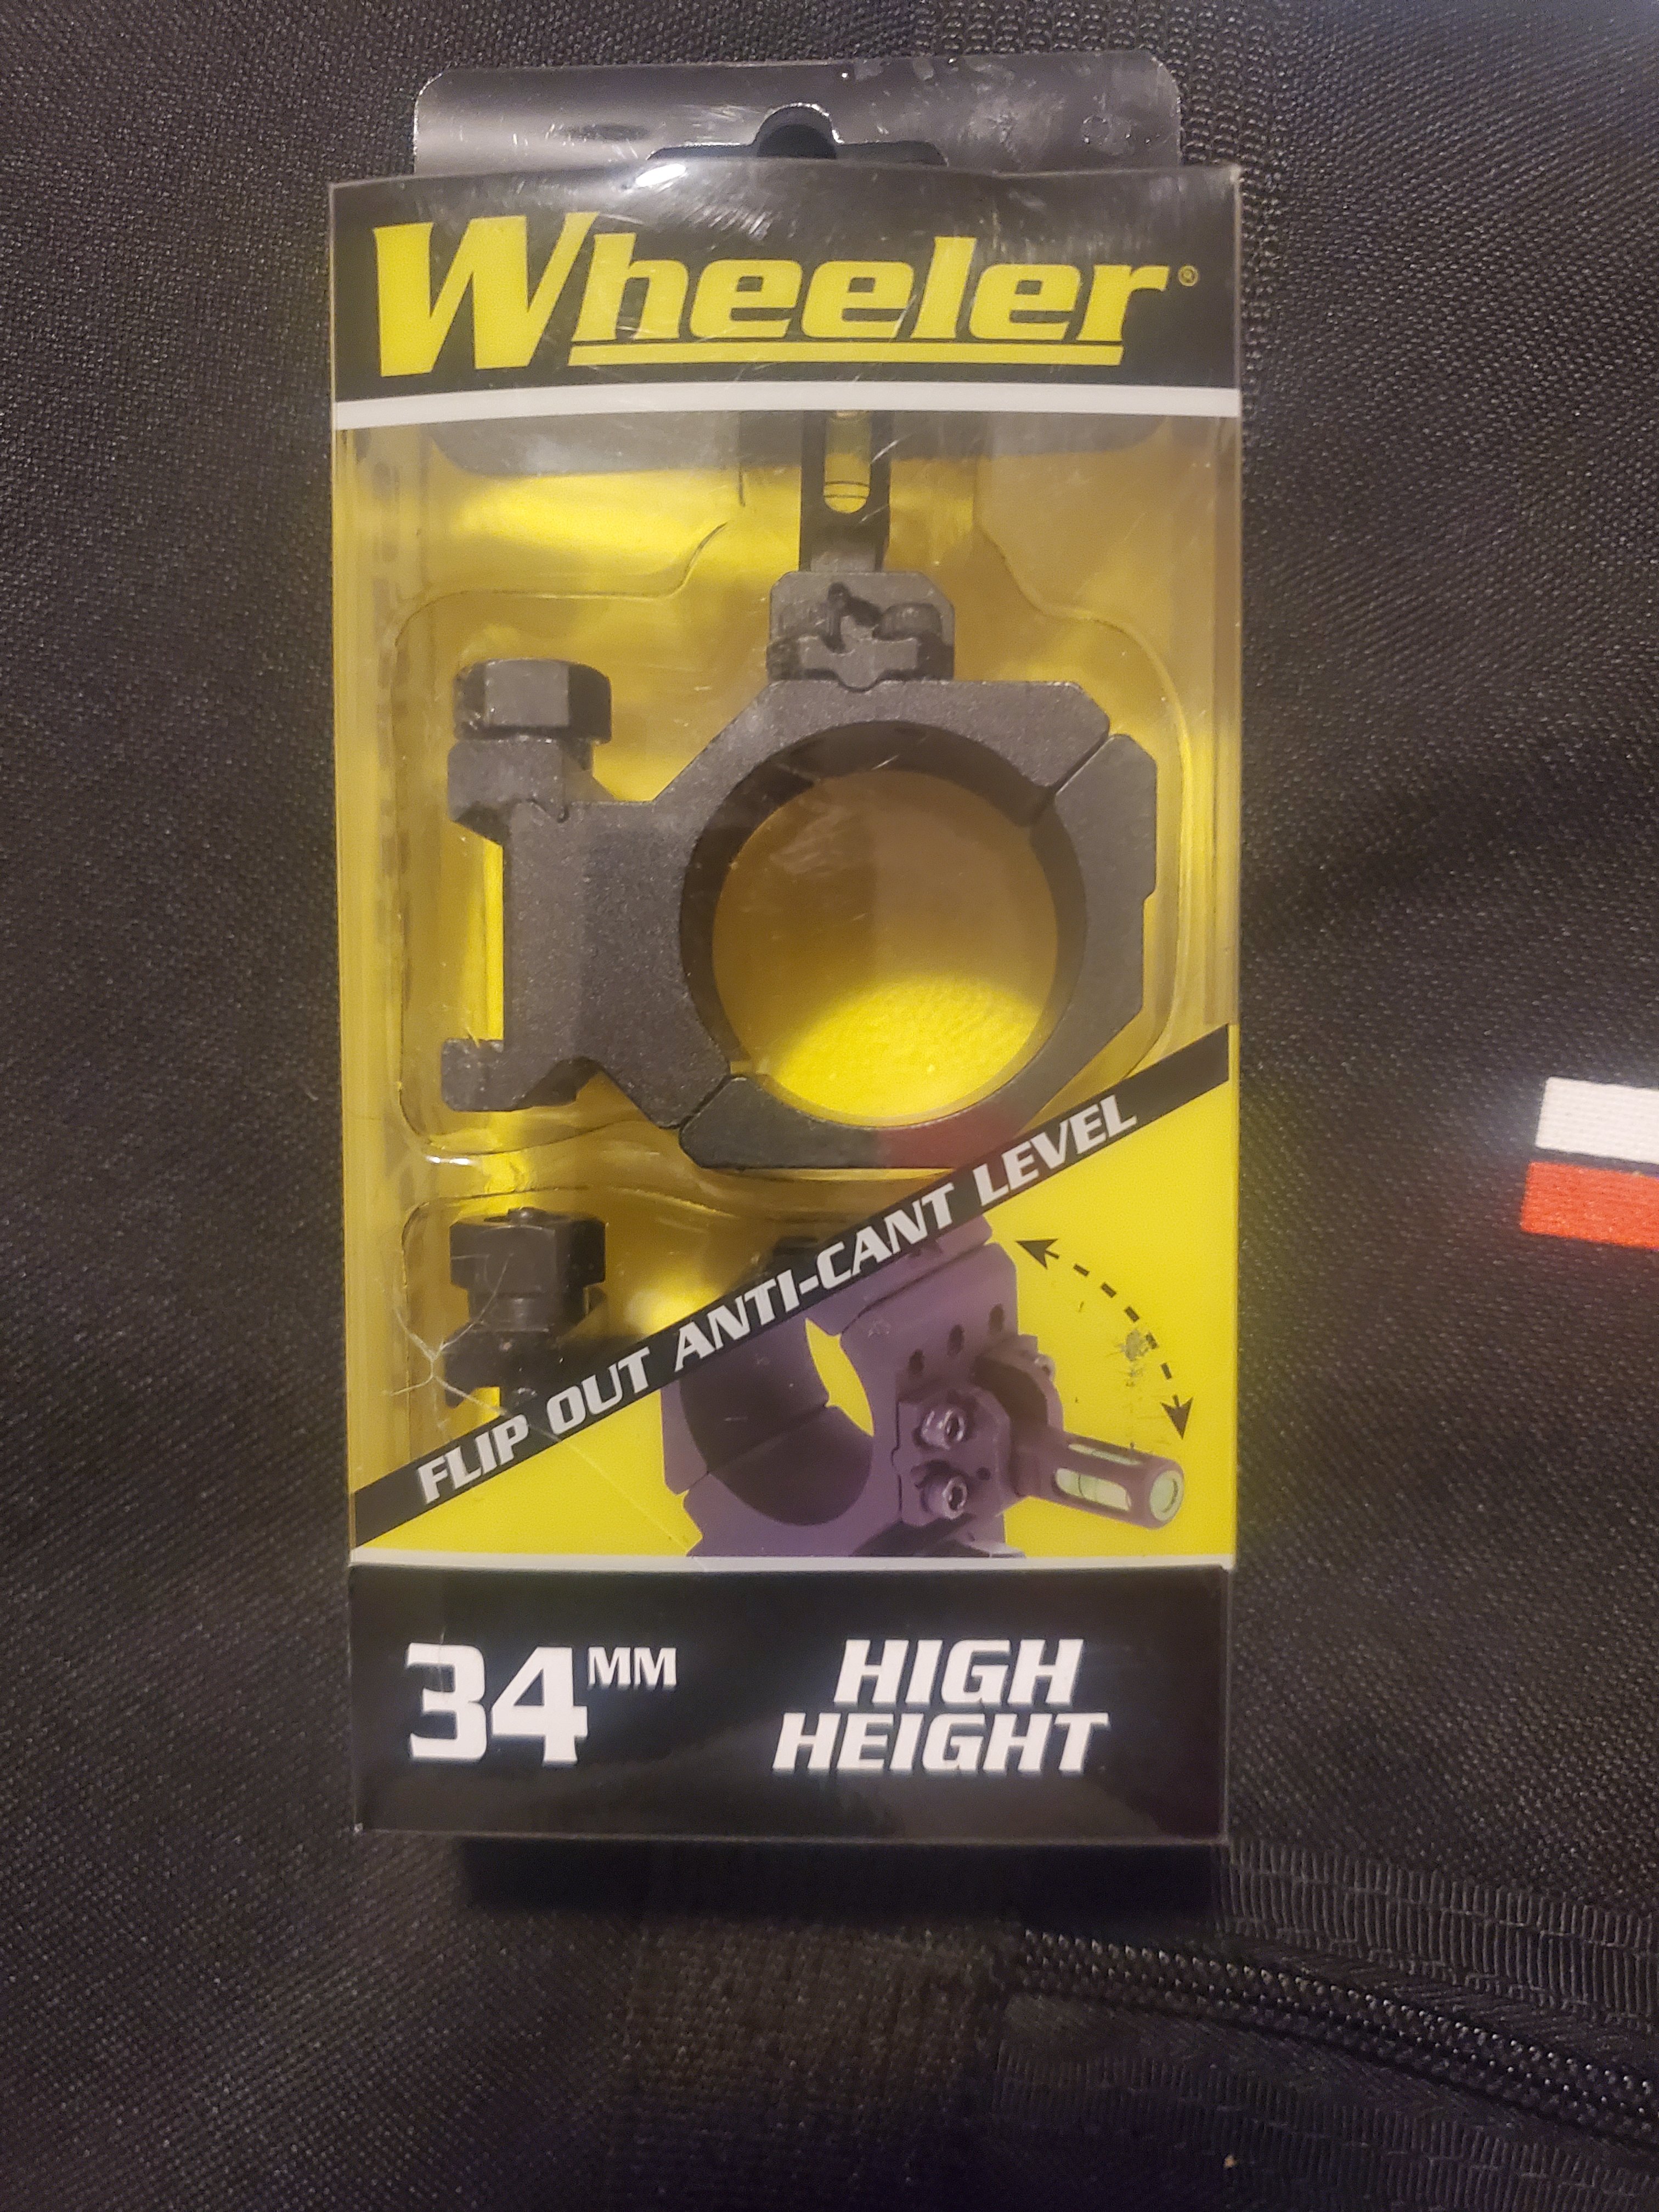 Wheeler®
FLIP OUT ANTI-CANT LEVEL
34MM
HIGH
HEIGHT